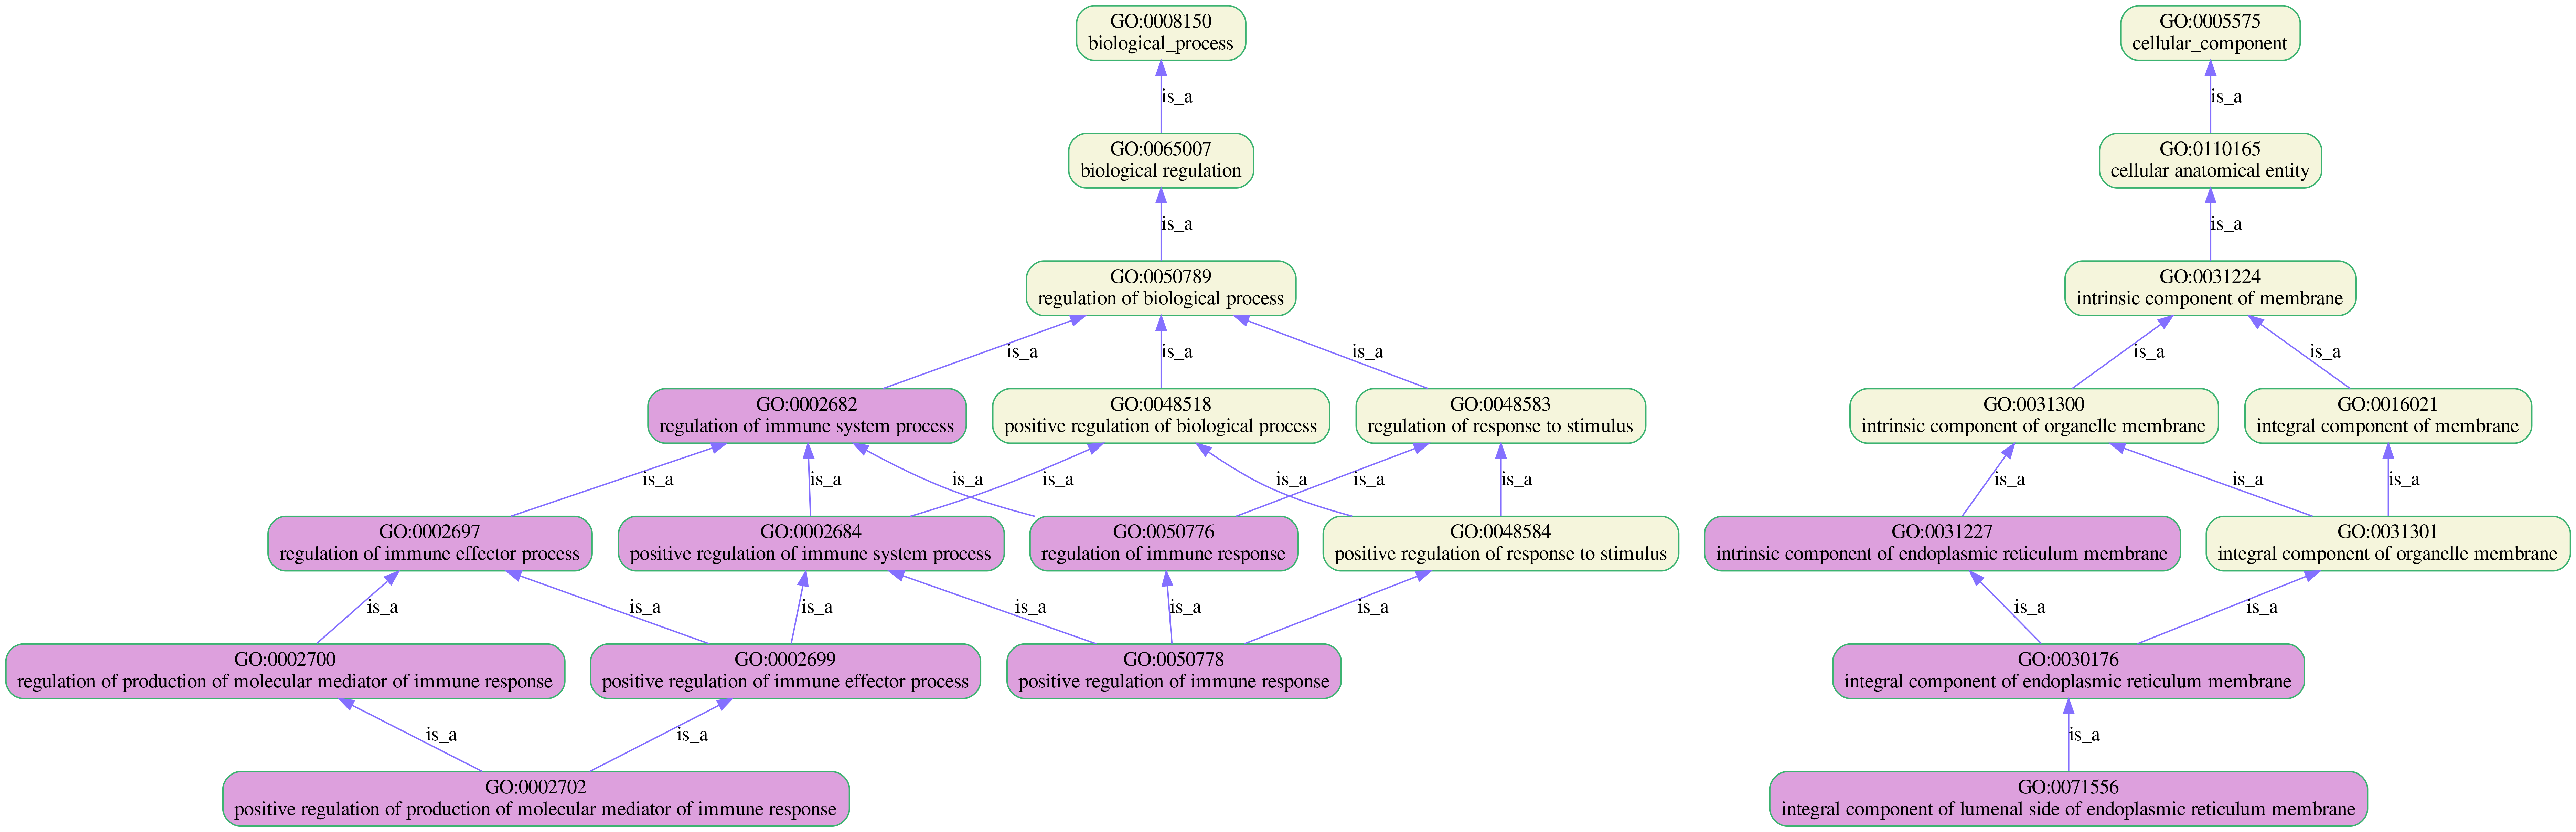 GO:0008150
biological_process
GO:0005575
cellular_component
is_a
is_a
GO:0065007
biological regulation
GO:0110165
cellular anatomical entity
is_a
is_a
GO:0050789
regulation of biological process
GO:0031224
intrinsic component of membrane
is_a
is_a
is_a
is_a
is_a
GO:0002682
regulation of immune system process
GO:0048518
positive regulation of biological process
GO:0048583
regulation of response to stimulus
GO:0031300
intrinsic component of organelle membrane
GO:0016021
integral component of membrane
is_a
is_a
is_a
is_a
is_a
is_a
is_a
is_a
is_a
is_a
GO:0002697
regulation of immune effector process
GO:0002684
positive regulation of immune system process
GO:0050776
regulation of immune response
GO:0048584
positive regulation of response to stimulus
GO:0031227
intrinsic component of endoplasmic reticulum membrane
GO:0031301
integral component of organelle membrane
is_a
is_a
is_a
is_a
is_a
is_a
is_a
is_a
GO:0002700
regulation of production of molecular mediator of immune response
GO:0002699
positive regulation of immune effector process
GO:0050778
positive regulation of immune response
GO:0030176
integral component of endoplasmic reticulum membrane
is_a
is_a
is_a
GO:0002702
positive regulation of production of molecular mediator of immune response
GO:0071556
integral component of lumenal side of endoplasmic reticulum membrane